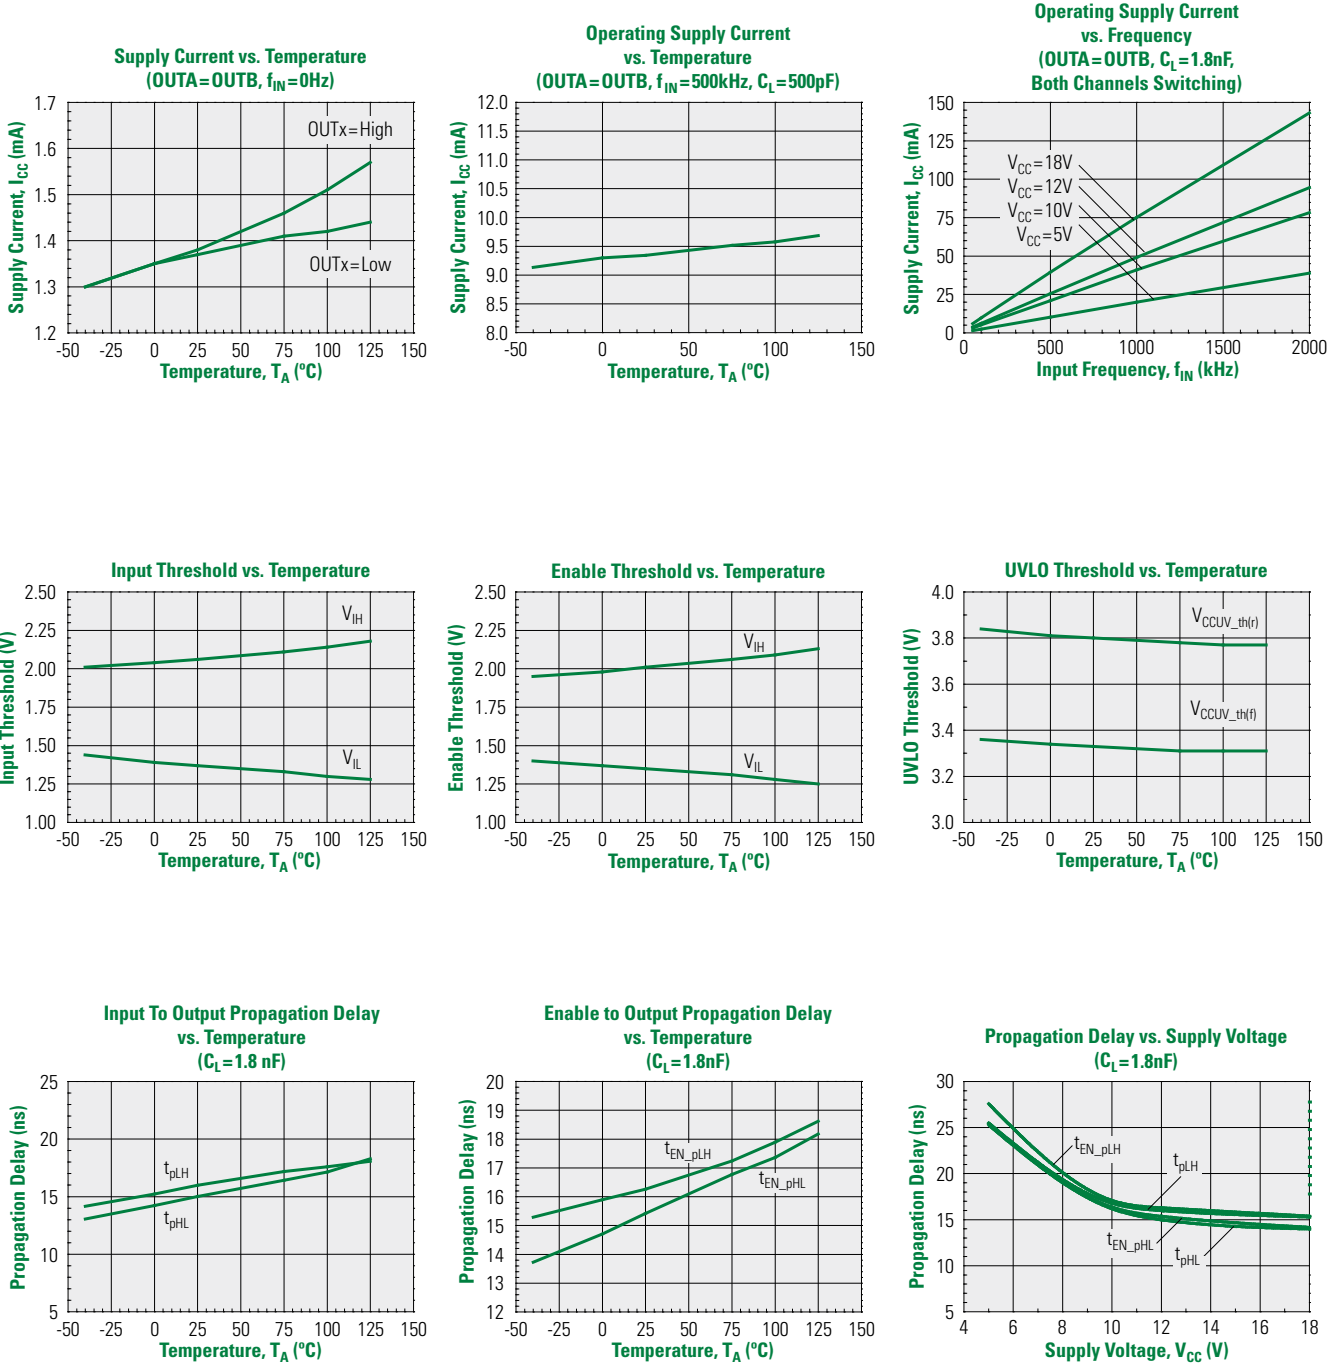 Supply Current vs. Temperature
(OUTA=OUTB, fIN=0Hz)
Supply Current, ICC (mA)
1.7
1.6
1.5
1.4
1.3
1.2
OUTx=High
OUTx=Low
-50 -25 0 25 50 75 100 125 150
Temperature, TA (ºC)
Operating Supply Current
vs. Temperature
(OUTA=OUTB, fIN=500kHz, CL=500pF)
Supply Current, ICC (mA)
12.0
11.5
11.0
10.5
10.0
9.5
9.0
8.5
8.0
-50 0 50 100 150
Temperature, TA (ºC)
Operating Supply Current
vs. Frequency
(OUTA=OUTB, CL=1.8nF,
Both Channels Switching)
Supply Current, ICC (mA)
150
125
100
75
50
25
0
VCC=18V
VCC=12V
VCC=10V
VCC=5V
0 500 1000 1500 2000
Input Frequency, fIN (kHz)
Input Threshold vs. Temperature
Input Threshold (V)
2.50
2.25
2.00
1.75
1.50
1.25
1.00
VIH
VIL
-50 -25 0 25 50 75 100 125 150
Temperature, TA (ºC)
Enable Threshold vs. Temperature
Enable Threshold (V)
2.50
2.25
2.00
1.75
1.50
1.25
1.00
VIH
VIL
-50 -25 0 25 50 75 100 125 150
Temperature, TA (ºC)
UVLO Threshold vs. Temperature
UVLO Threshold (V)
4.0
3.8
3.6
3.4
3.2
3.0
VCCUV_th(r)
VCCUV_th(f)
-50 -25 0 25 50 75 100 125 150
Temperature, TA (ºC)
Input To Output Propagation Delay
vs. Temperature
(CL=1.8 nF)
Propagation Delay (ns)
25
20
15
10
5
tpLH
tpHL
-50 -25 0 25 50 75 100 125 150
Temperature, TA (ºC)
Enable to Output Propagation Delay
vs. Temperature
(CL=1.8nF)
Propagation Delay (ns)
20
19
18
17
16
15
14
13
12
tEN_pLH
tEN_pHL
-50 -25 0 25 50 75 100 125 150
Temperature, TA (ºC)
Propagation Delay vs. Supply Voltage
(CL=1.8nF)
Propagation Delay (ns)
30
25
20
15
10
5
tEN_pLH
tpLH
tEN_pHL
tpHL
4 6 8 10 12 14 16 18
Supply Voltage, VCC (V)